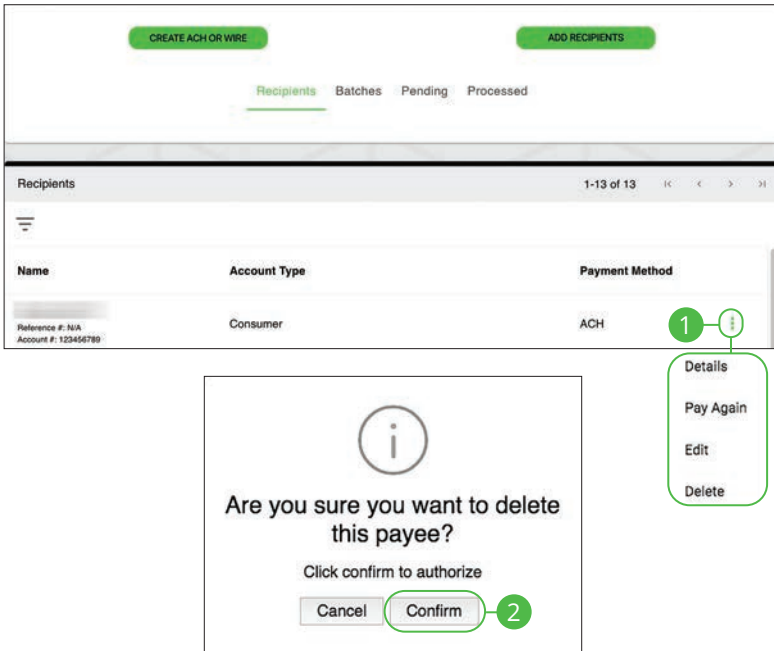 CREATE ACH OR WIRE
ADD RECIPIENTS
Recipients Batches Pending Processed
Recipients 1-13 of 13
Name Account Type Payment Method
Reference #: N/A
Account #: 123456789
Consumer
ACH
1
Details
Pay Again
Edit
Delete
i
Are you sure you want to delete
this payee?
Click confirm to authorize
Cancel Confirm 2